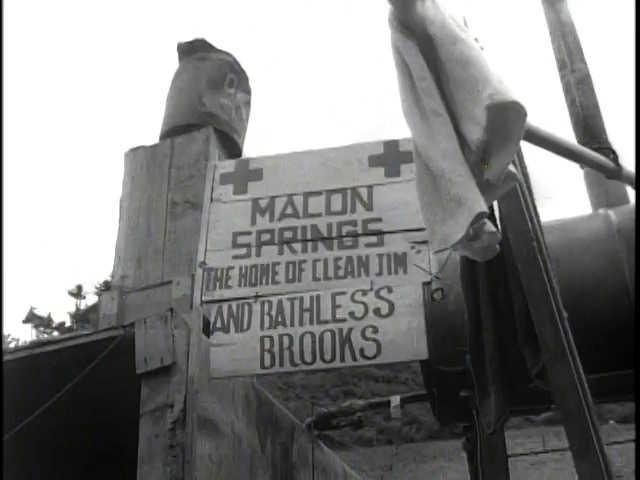 MACON
SPRINGS
THE HOME OF CLEAN JIM
AND BATHLESS
BROOKS